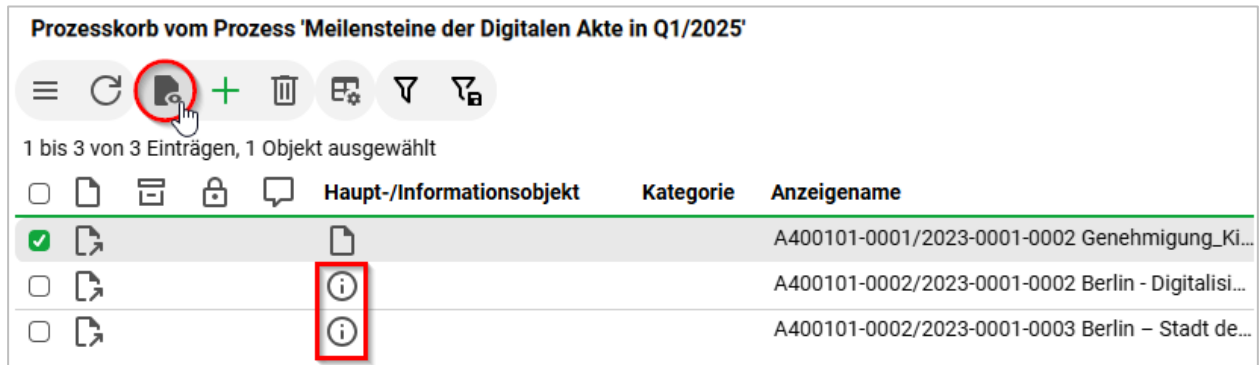 Prozesskorb vom Prozess 'Meilensteine der Digitalen Akte in Q1/2025'
1 bis 3 von 3 Einträgen, 1 Objekt ausgewählt
Haupt-/Informationsobjekt Kategorie Anzeigename
A400101-0001/2023-0001-0002 Genehmigung_Ki...
A400101-0002/2023-0001-0002 Berlin - Digitalisi...
A400101-0002/2023-0001-0003 Berlin – Stadt de...